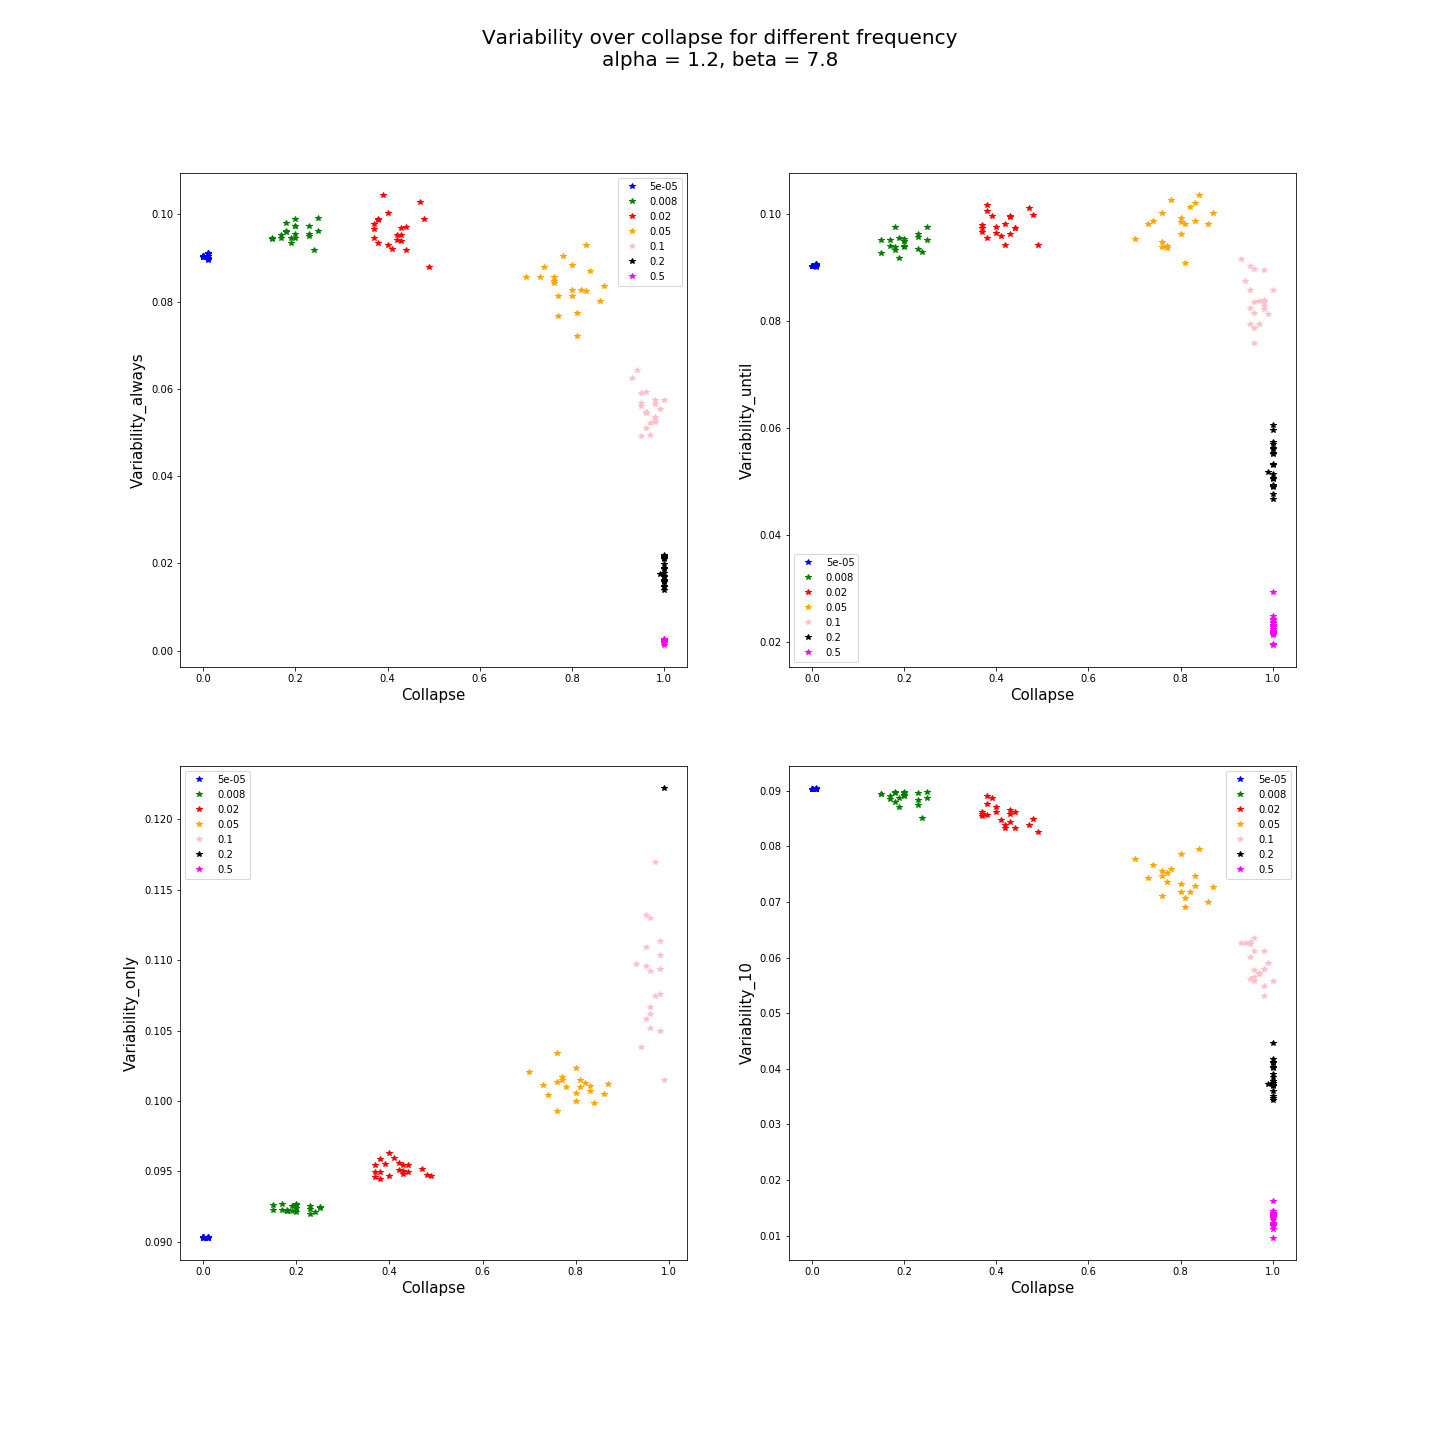 Variability over collapse for different frequency
alpha = 1.2, beta = 7.8
0.10
0.08
0.06
0.04
0.02
0.00
Variability_always
0.0 0.2 0.4 0.6 0.8 1.0
Collapse
5e-05
0.008
0.02
0.05
0.1
0.2
0.5
0.10
0.08
0.06
0.04
0.02
Variability_until
0.0 0.2 0.4 0.6 0.8 1.0
Collapse
5e-05
0.008
0.02
0.05
0.1
0.2
0.5
0.120
0.115
0.110
0.105
0.100
0.095
0.090
Variability_only
0.0 0.2 0.4 0.6 0.8 1.0
Collapse
5e-05
0.008
0.02
0.05
0.1
0.2
0.5
0.09
0.08
0.07
0.06
0.05
0.04
0.03
0.02
0.01
Variability_10
0.0 0.2 0.4 0.6 0.8 1.0
Collapse
5e-05
0.008
0.02
0.05
0.1
0.2
0.5